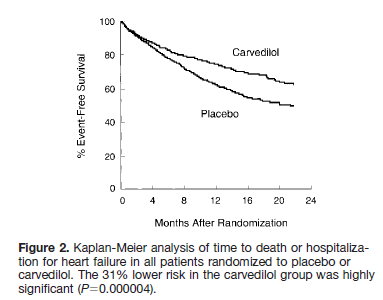 100
80
60
40
20
0
% Event-Free Survival
Carvedilol
Placebo
0 4 8 12 16 20 24
Months After Randomization
Figure 2. Kaplan-Meier analysis of time to death or hospitaliza-
tion for heart failure in all patients randomized to placebo or
carvedilol. The 31% lower risk in the carvedilol group was highly
significant (P=0.000004).